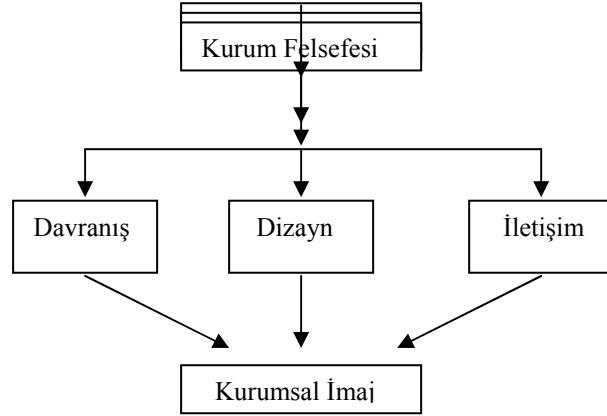 Kurum Felsefesi
Davranış
Dizayn
İletişim
Kurumsal İmaj